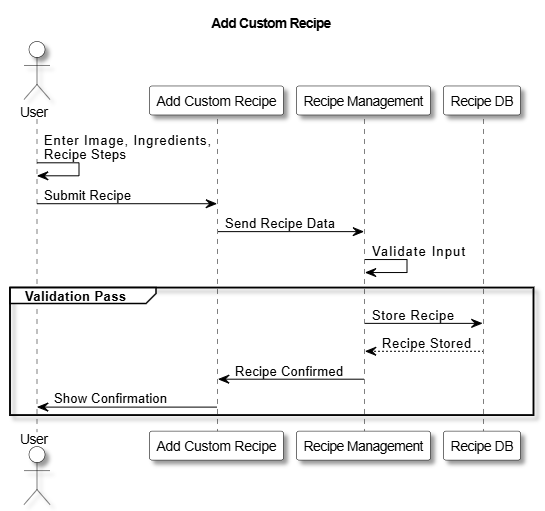 Add Custom Recipe
User
Add Custom Recipe
Recipe Management
Recipe DB
Enter Image, Ingredients,
Recipe Steps
Submit Recipe
Send Recipe Data
Validate Input
Validation Pass
Store Recipe
Recipe Stored
Recipe Confirmed
Show Confirmation
User
Add Custom Recipe
Recipe Management
Recipe DB